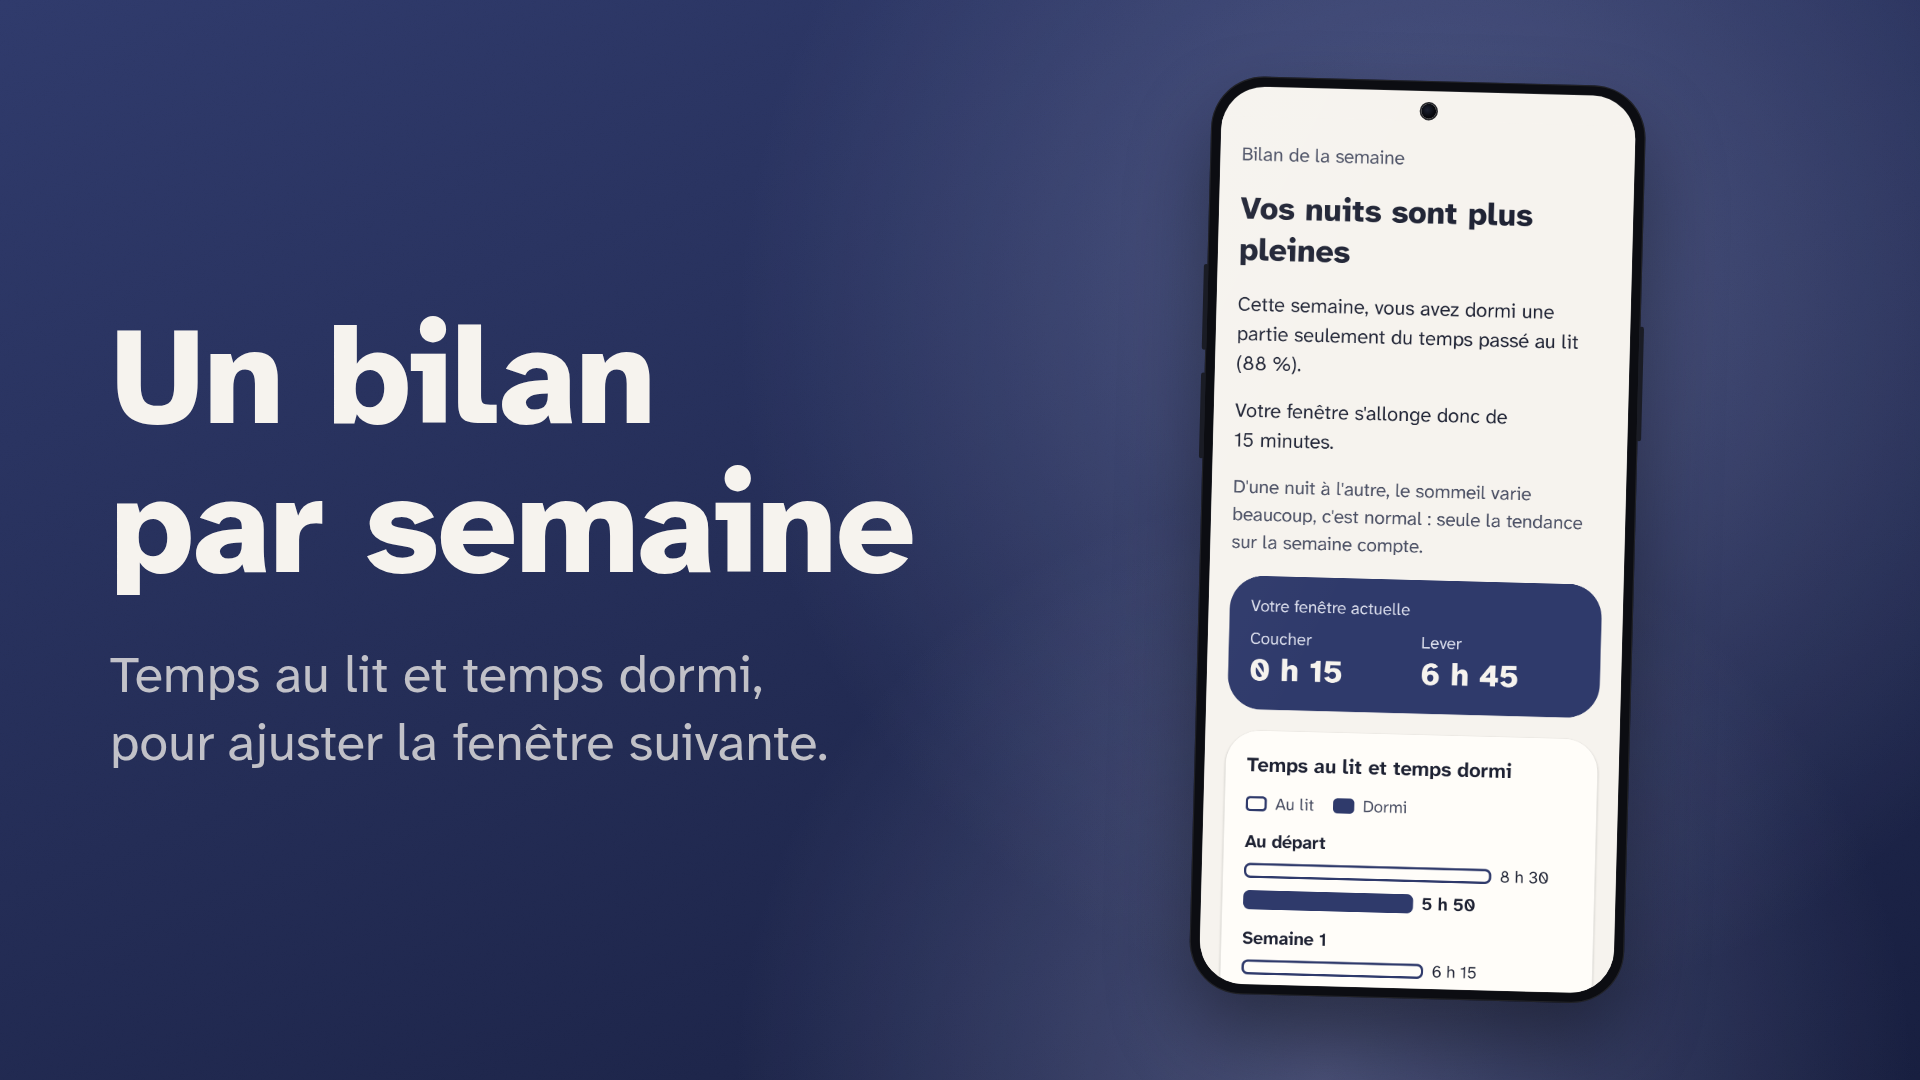 Un bilan
par semaine
Temps au lit et temps dormi,
pour ajuster la fenêtre suivante.
Bilan de la semaine
Vos nuits sont plus
pleines
Cette semaine, vous avez dormi une
partie seulement du temps passé au lit
(88 %).
Votre fenêtre s'allonge donc de
15 minutes.
D'une nuit à l'autre, le sommeil varie
beaucoup, c'est normal : seule la tendance
sur la semaine compte.
Votre fenêtre actuelle
Coucher Lever
0 h 15 6 h 45
Temps au lit et temps dormi
Au lit Dormi
Au départ
8 h 30
5 h 50
Semaine 1
6 h 15